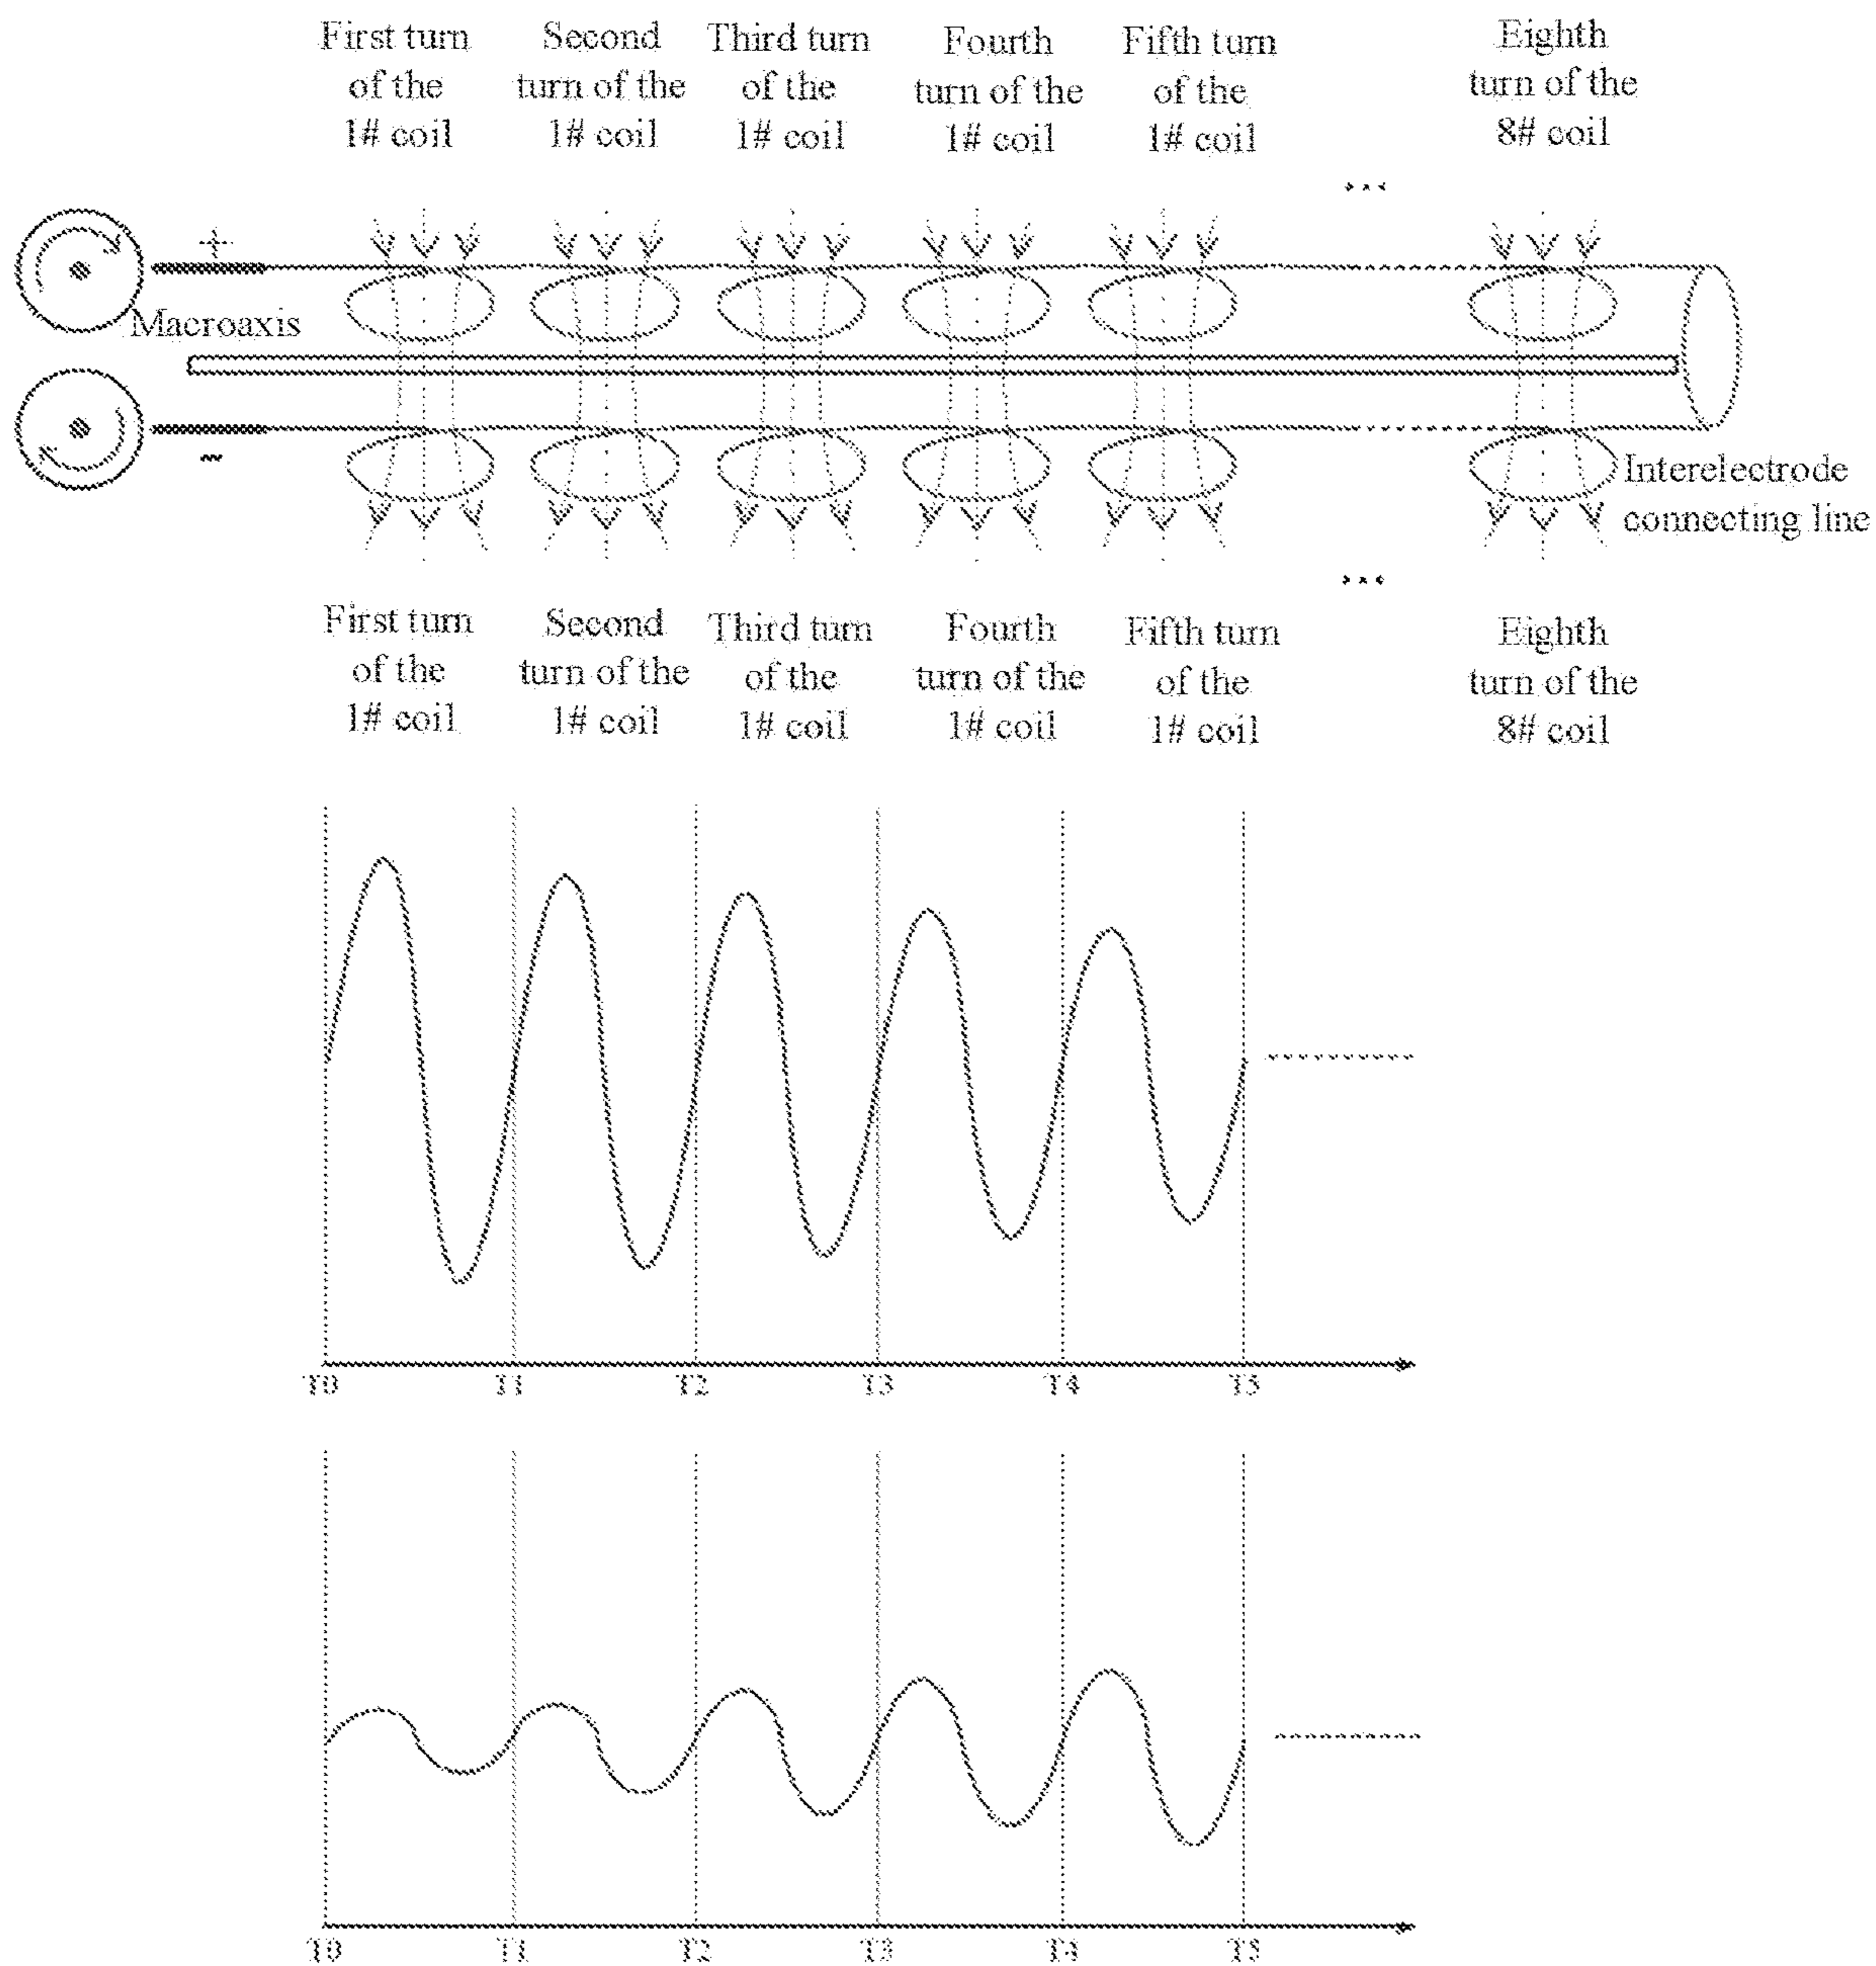 First turn
of the
1# coil
Second
turn of the
1# coil
Third turn
of the
1# coil
Fourth
turn of the
1# coil
Fifth turn
of the
1# coil
Eighth
turn of the
8# coil
...
+
Macroaxis
-
Interelectrode
connecting line
...
First turn
of the
1# coil
Second
turn of the
1# coil
Third turn
of the
1# coil
Fourth
turn of the
1# coil
Fifth turn
of the
1# coil
Eighth
turn of the
8# coil
T0 T1 T2 T3 T4 T5
T0 T1 T2 T3 T4 T5